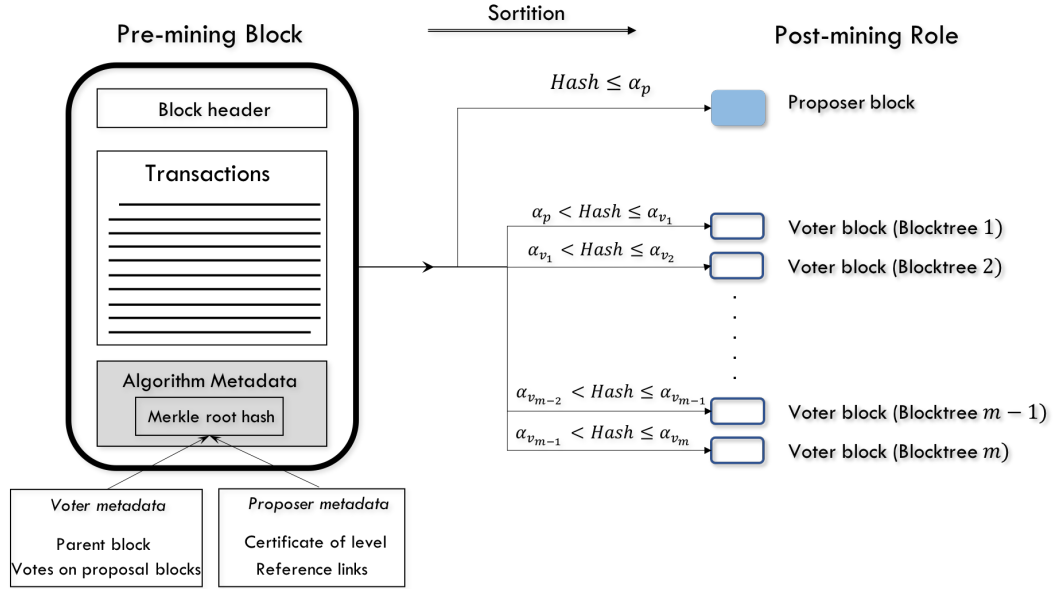 Sortition
Pre-mining Block
Post-mining Role
Block header
Transactions
Algorithm Metadata
Merkle root hash
Voter metadata
Parent block
Votes on proposal blocks
Proposer metadata
Certificate of level
Reference links
Hash ≤ α_p
Proposer block
α_p < Hash ≤ α_{v_1}
Voter block (Blocktree 1)
α_{v_1} < Hash ≤ α_{v_2}
Voter block (Blocktree 2)
α_{v_{m−2}} < Hash ≤ α_{v_{m−1}}
Voter block (Blocktree m − 1)
α_{v_{m−1}} < Hash ≤ α_{v_m}
Voter block (Blocktree m)